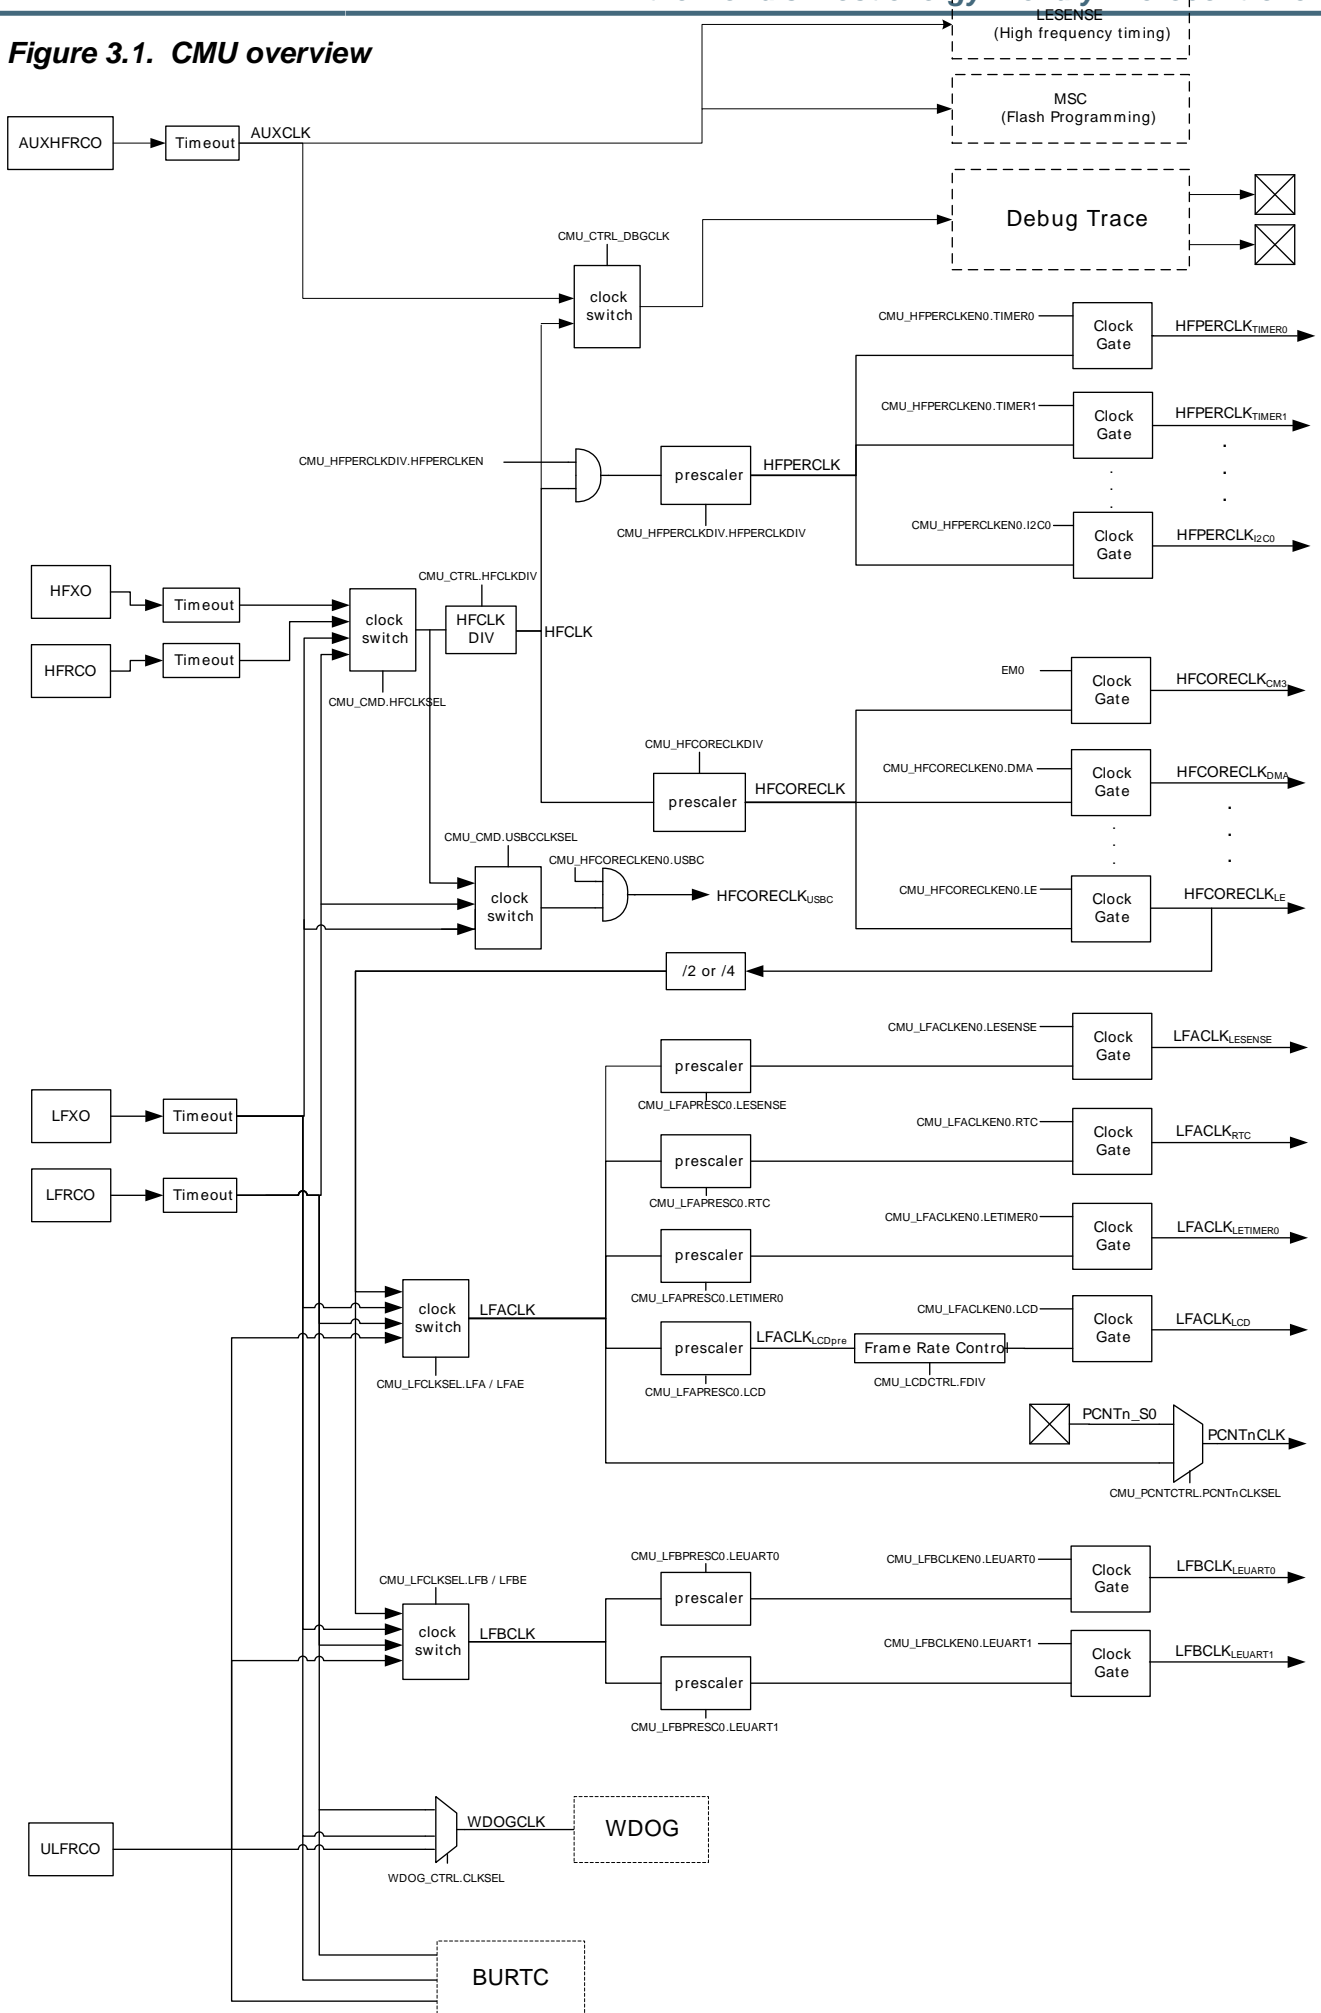 LESENSE
(High frequency timing)
Figure 3.1. CMU overview
MSC
(Flash Programming)
AUXHFRCO
Timeout
AUXCLK
Debug Trace
CMU_CTRL_DBGCLK
clock
switch
CMU_HFPERCLKEN0.TIMER0
Clock
Gate
HFPERCLKTIMER0
CMU_HFPERCLKEN0.TIMER1
Clock
Gate
HFPERCLKTIMER1
. . .
. . .
CMU_HFPERCLKDIV.HFPERCLKEN
prescaler
HFPERCLK
CMU_HFPERCLKDIV.HFPERCLKDIV
CMU_HFPERCLKEN0.I2C0
Clock
Gate
HFPERCLKI2C0
HFXO
Timeout
HFRCO
Timeout
clock
switch
CMU_CMD.HFCLKSEL
CMU_CTRL.HFCLKDIV
HFCLK
DIV
HFCLK
EM0
Clock
Gate
HFCORECLKCM3
CMU_HFCORECLKDIV
prescaler
HFCORECLK
CMU_HFCORECLKEN0.DMA
Clock
Gate
HFCORECLKDMA
. . .
. . .
CMU_CMD.USBCCLKSEL
clock
switch
CMU_HFCORECLKEN0.USBC
HFCORECLKUSBC
CMU_HFCORECLKEN0.LE
Clock
Gate
HFCORECLKLE
/2 or /4
CMU_LFACLKEN0.LESENSE
Clock
Gate
LFACLKLESENSE
prescaler
CMU_LFAPRESC0.LESENSE
LFXO
Timeout
CMU_LFACLKEN0.RTC
Clock
Gate
LFACLKRTC
prescaler
CMU_LFAPRESC0.RTC
LFRCO
Timeout
CMU_LFACLKEN0.LETIMER0
Clock
Gate
LFACLKLETIMER0
prescaler
CMU_LFAPRESC0.LETIMER0
clock
switch
LFACLK
CMU_LFCLKSEL.LFA / LFAE
CMU_LFACLKEN0.LCD
Clock
Gate
LFACLKLCD
prescaler
LFACLKLCDpre
Frame Rate Control
CMU_LFAPRESC0.LCD
CMU_LCDCTRL.FDIV
PCNTn_S0
PCNTnCLK
CMU_PCNTCTRL.PCNTnCLKSEL
CMU_LFCLKSEL.LFB / LFBE
clock
switch
LFBCLK
CMU_LFBPRESC0.LEUART0
prescaler
CMU_LFBCLKEN0.LEUART0
Clock
Gate
LFBCLKLEUART0
CMU_LFBCLKEN0.LEUART1
Clock
Gate
LFBCLKLEUART1
prescaler
CMU_LFBPRESC0.LEUART1
ULFRCO
WDOGCLK
WDOG
WDOG_CTRL.CLKSEL
BURTC